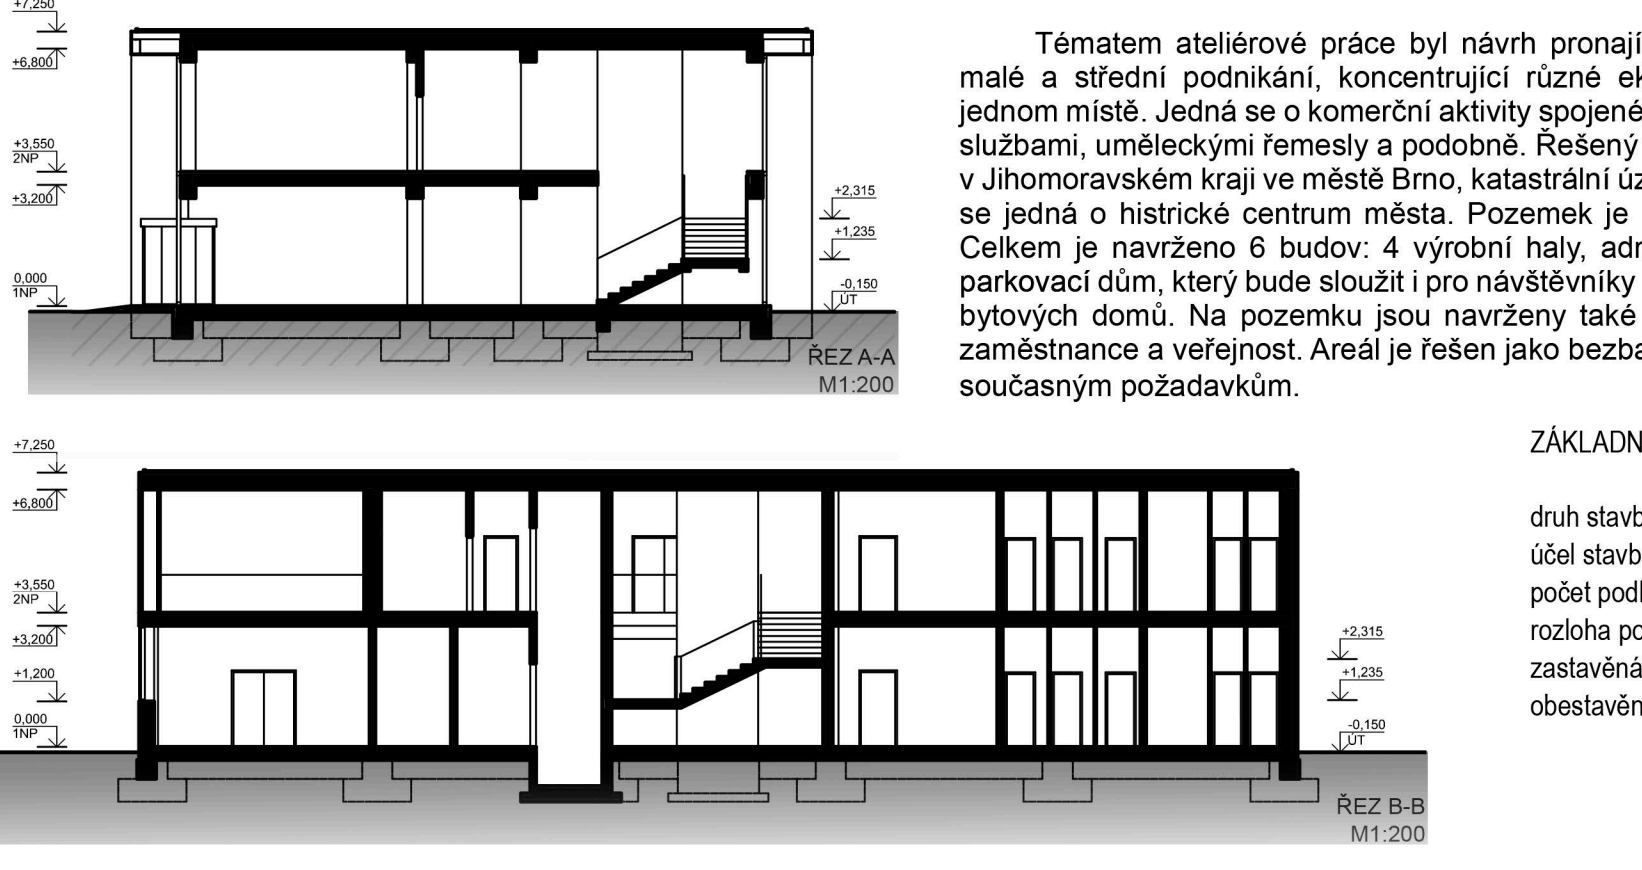 +7,250
+6,800
+3,550
2NP
+3,200
0,000
1NP
+2,315
+1,235
-0,150
ÚT
ŘEZ A-A
M1:200
Tématem ateliérové práce byl návrh pronají
malé a střední podnikání, koncentrující různé ek
jednom místě. Jedná se o komerční aktivity spojené
službami, uměleckými řemesly a podobně. Řešený
v Jihomoravském kraji ve městě Brno, katastrální úz
se jedná o histrické centrum města. Pozemek je
Celkem je navrženo 6 budov: 4 výrobní haly, adm
parkovací dům, který bude sloužit i pro návštěvníky
bytových domů. Na pozemku jsou navrženy také
zaměstnance a veřejnost. Areál je řešen jako bezba
současným požadavkům.
+7,250
+6,800
+3,550
2NP
+3,200
+1,200
0,000
1NP
+2,315
+1,235
-0,150
ÚT
ŘEZ B-B
M1:200
ZÁKLADN
druh stavb
účel stavb
počet podl
rozloha po
zastavěná
obestavěn